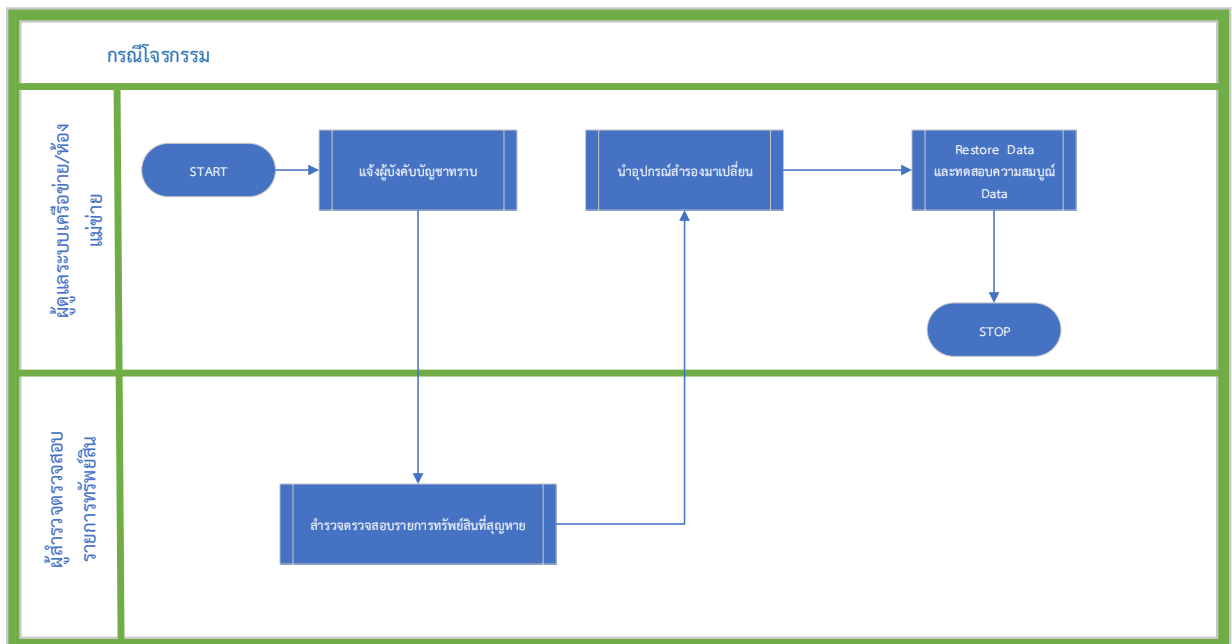 กรณีโจรกรรม
ผู้ดูแลระบบเครือข่าย/ห้อง
แม่ข่าย
START
แจ้งผู้บังคับบัญชาทราบ
นำอุปกรณ์สำรองมาเปลี่ยน
Restore Data
และทดสอบความสมบูณ์
Data
STOP
ผู้สำรวจตรวจสอบ
รายการทรัพย์สิน
สำรวจตรวจสอบรายการทรัพย์สินที่สุญหาย